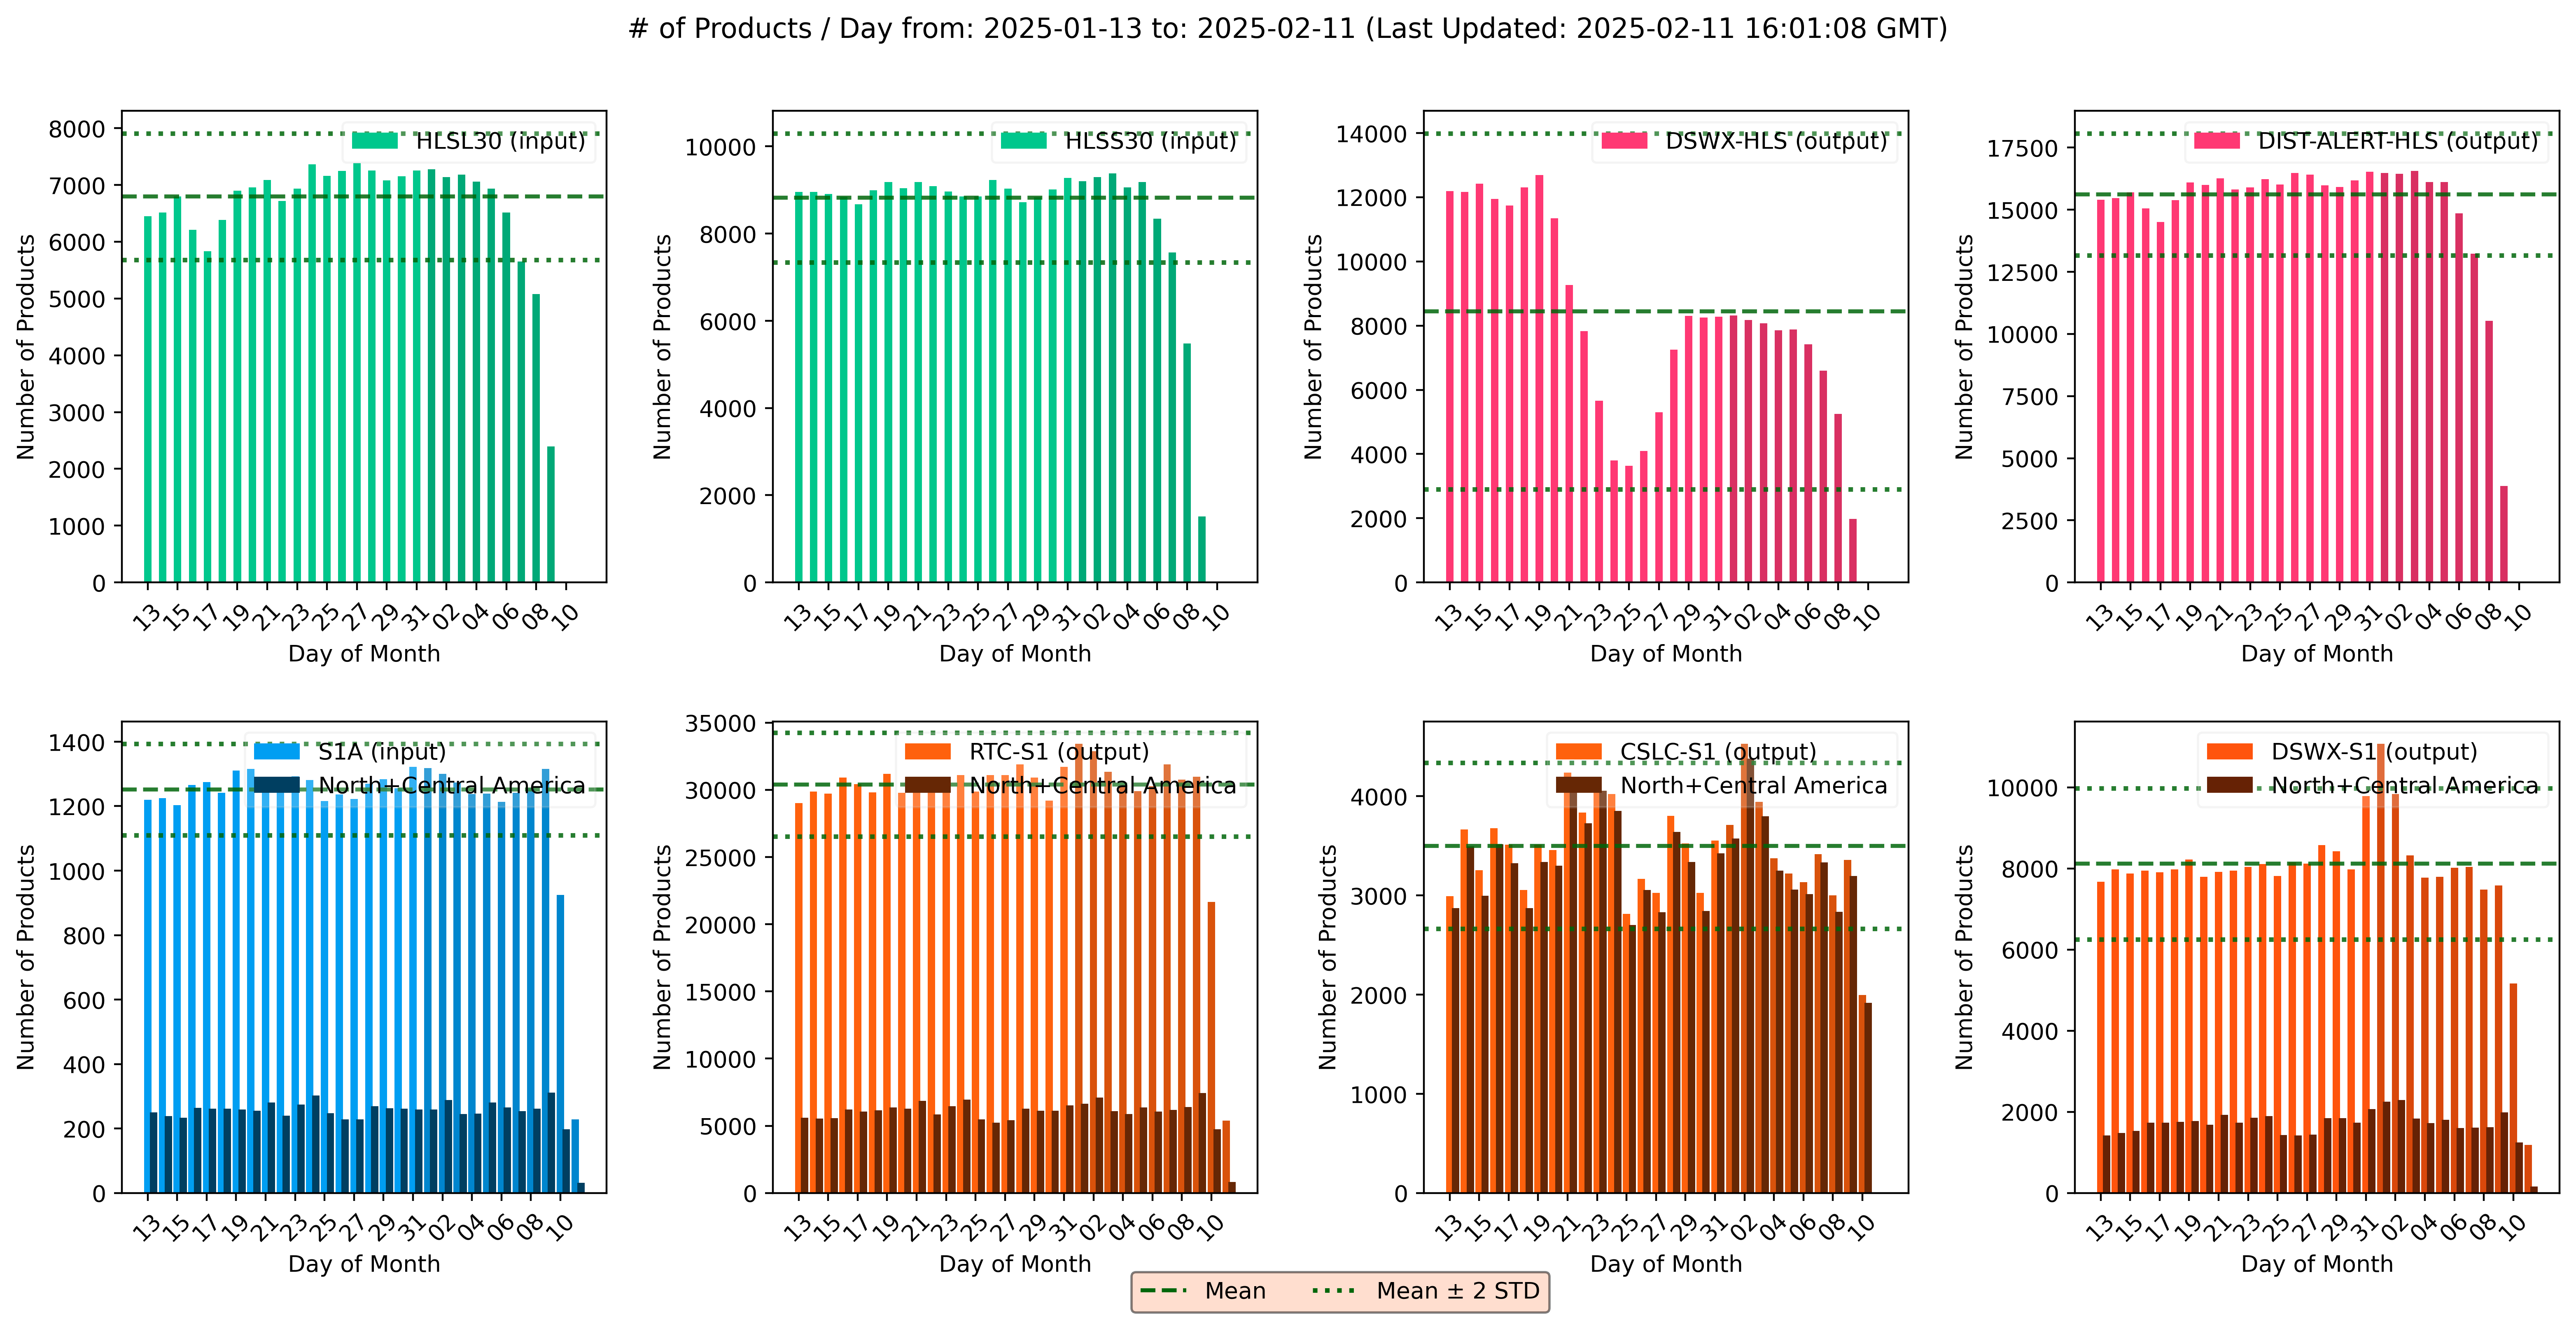 # of Products / Day from: 2025-01-13 to: 2025-02-11 (Last Updated: 2025-02-11 16:01:08 GMT)
Number of Products
8000
7000
6000
5000
4000
3000
2000
1000
0
HLSL30 (input)
13 15 17 19 21 23 25 27 29 31 02 04 06 08 10
Day of Month
Number of Products
10000
8000
6000
4000
2000
0
HLSS30 (input)
13 15 17 19 21 23 25 27 29 31 02 04 06 08 10
Day of Month
Number of Products
14000
12000
10000
8000
6000
4000
2000
0
DSWX-HLS (output)
13 15 17 19 21 23 25 27 29 31 02 04 06 08 10
Day of Month
Number of Products
17500
15000
12500
10000
7500
5000
2500
0
DIST-ALERT-HLS (output)
13 15 17 19 21 23 25 27 29 31 02 04 06 08 10
Day of Month
Number of Products
1400
1200
1000
800
600
400
200
0
S1A (input)
North+Central America
13 15 17 19 21 23 25 27 29 31 02 04 06 08 10
Day of Month
Number of Products
35000
30000
25000
20000
15000
10000
5000
0
RTC-S1 (output)
North+Central America
13 15 17 19 21 23 25 27 29 31 02 04 06 08 10
Day of Month
Number of Products
4000
3000
2000
1000
0
CSLC-S1 (output)
North+Central America
13 15 17 19 21 23 25 27 29 31 02 04 06 08 10
Day of Month
Number of Products
10000
8000
6000
4000
2000
0
DSWX-S1 (output)
North+Central America
13 15 17 19 21 23 25 27 29 31 02 04 06 08 10
Day of Month
Mean
Mean ± 2 STD